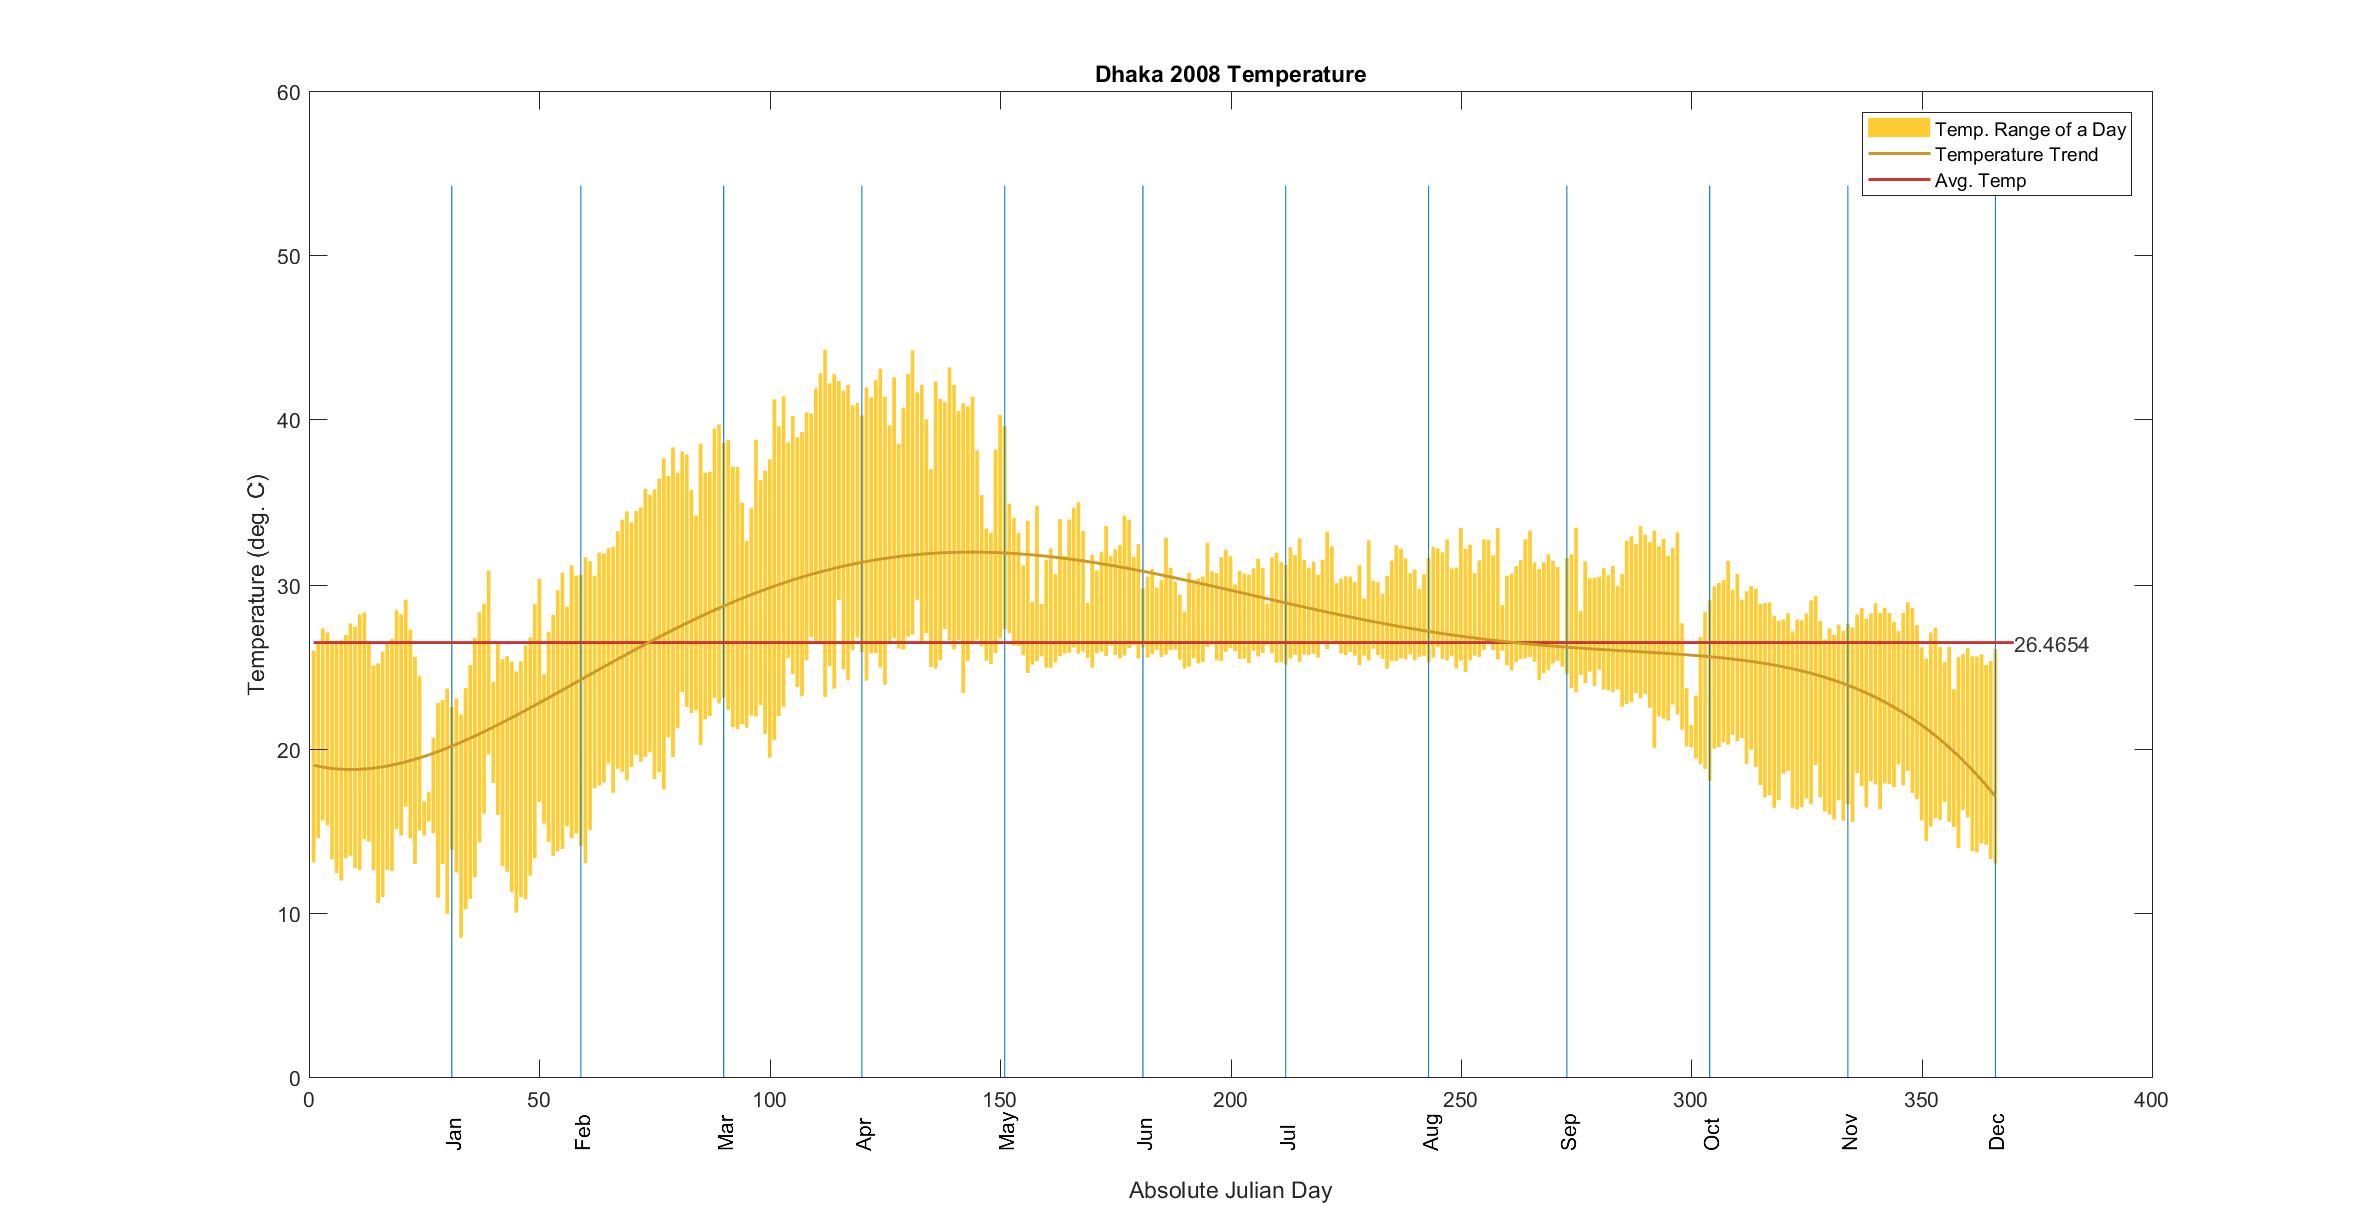 Dhaka 2008 Temperature
Temp. Range of a Day
Temperature Trend
Avg. Temp
60
50
40
30
20
10
0
Temperature (deg. C)
26.4654
0 50 100 150 200 250 300 350 400
Jan Feb Mar Apr May Jun Jul Aug Sep Oct Nov Dec
Absolute Julian Day